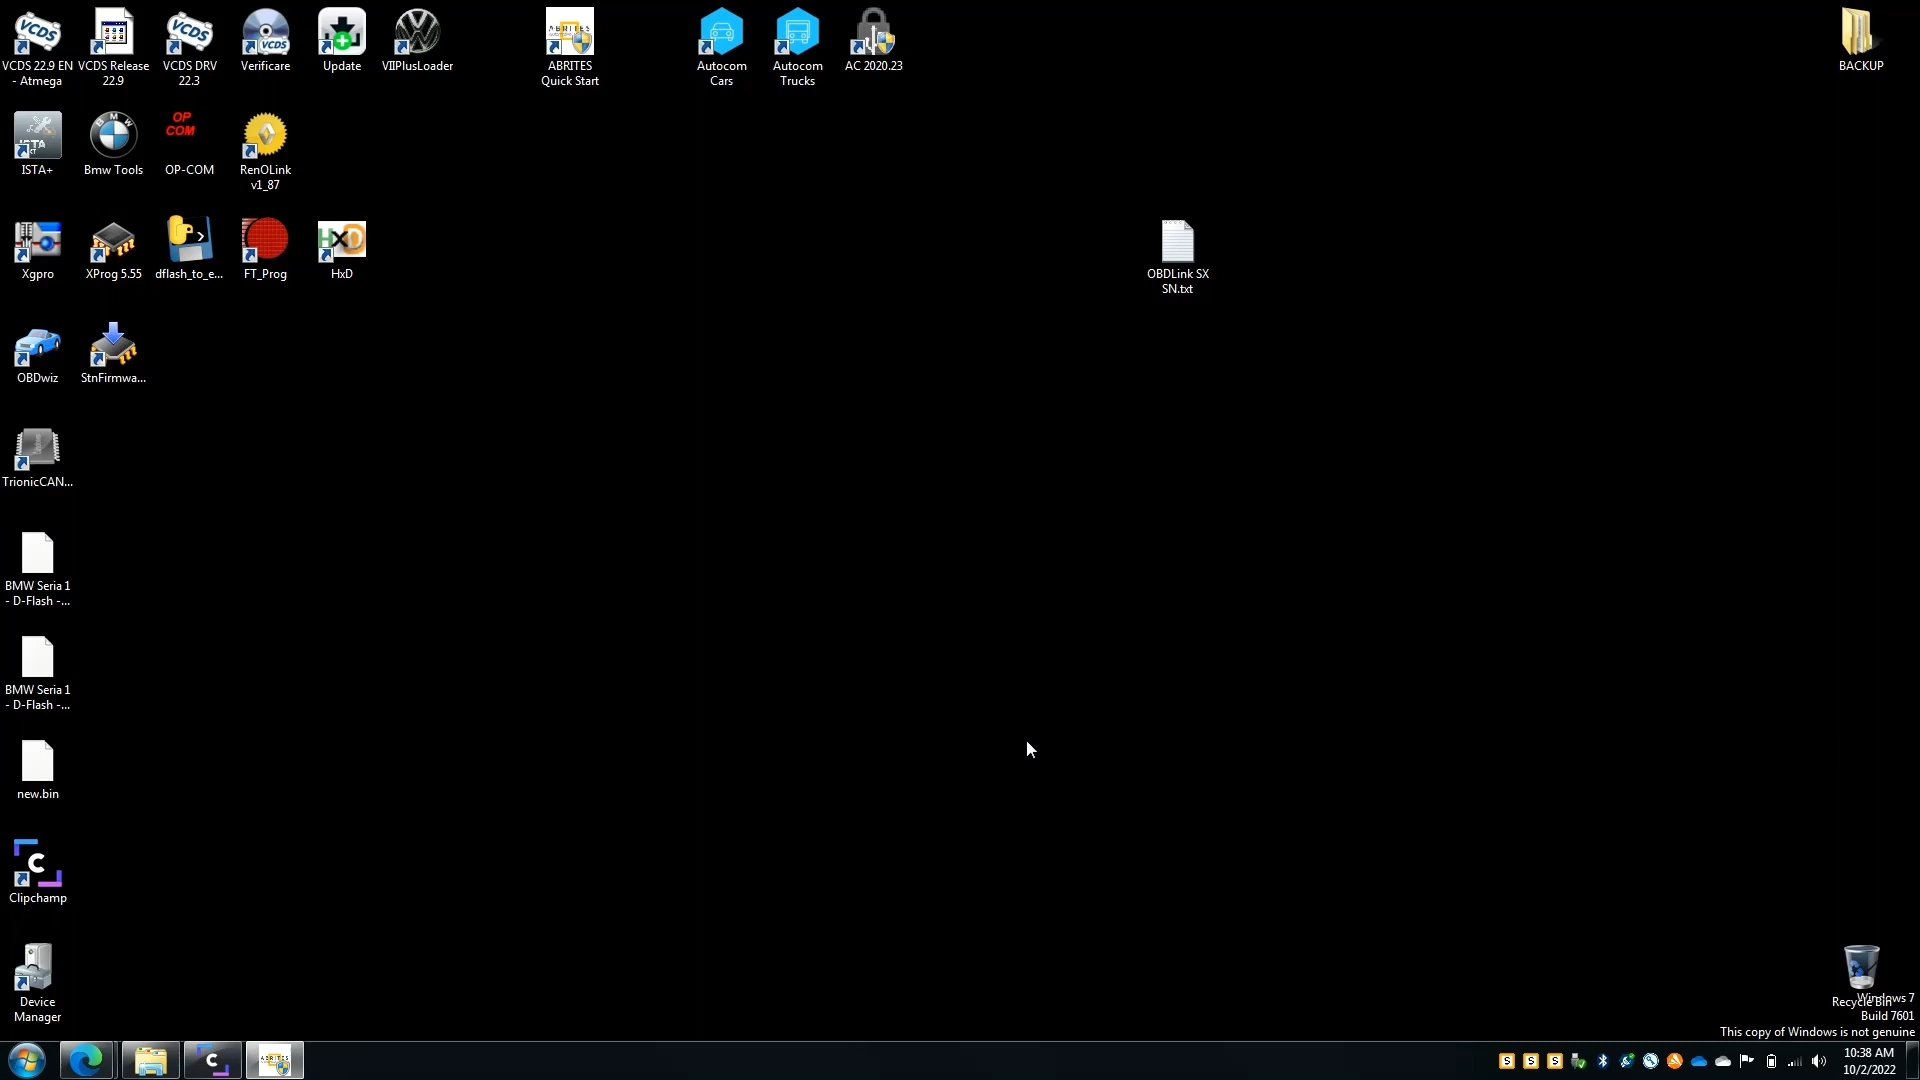 VCDS 22.9 EN
- Atmega
VCDS Release
22.9
VCDS DRV
22.3
Verificare
Update
VIIPlusLoader
ABRITES
Quick Start
Autocom
Cars
Autocom
Trucks
AC 2020.23
BACKUP
ISTA+
Bmw Tools
OP
COM
OP-COM
RenOLink
v1_87
Xgpro
XProg 5.55
dflash_to_e...
FT_Prog
HxD
HxD
OBDLink SX
SN.txt
OBDwiz
StnFirmwa...
TrionicCAN...
BMW Seria 1
- D-Flash -...
BMW Seria 1
- D-Flash -...
new.bin
C
Clipchamp
Device
Manager
Recycle Bin
Windows 7
Build 7601
This copy of Windows is not genuine
C
ABRITES
S
S
S
10:38 AM
10/2/2022